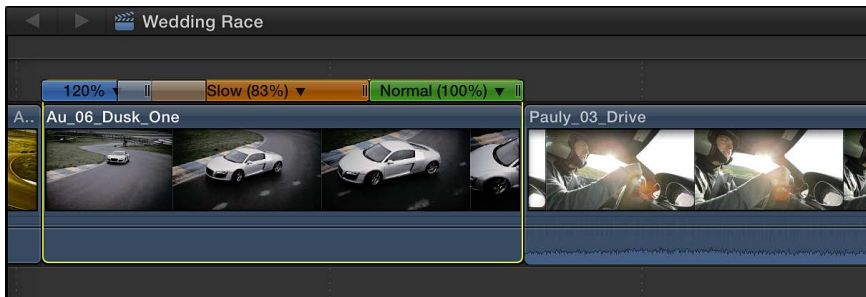 Wedding Race
120%
Slow (83%)
Normal (100%)
A..
Au_06_Dusk_One
Pauly_03_Drive